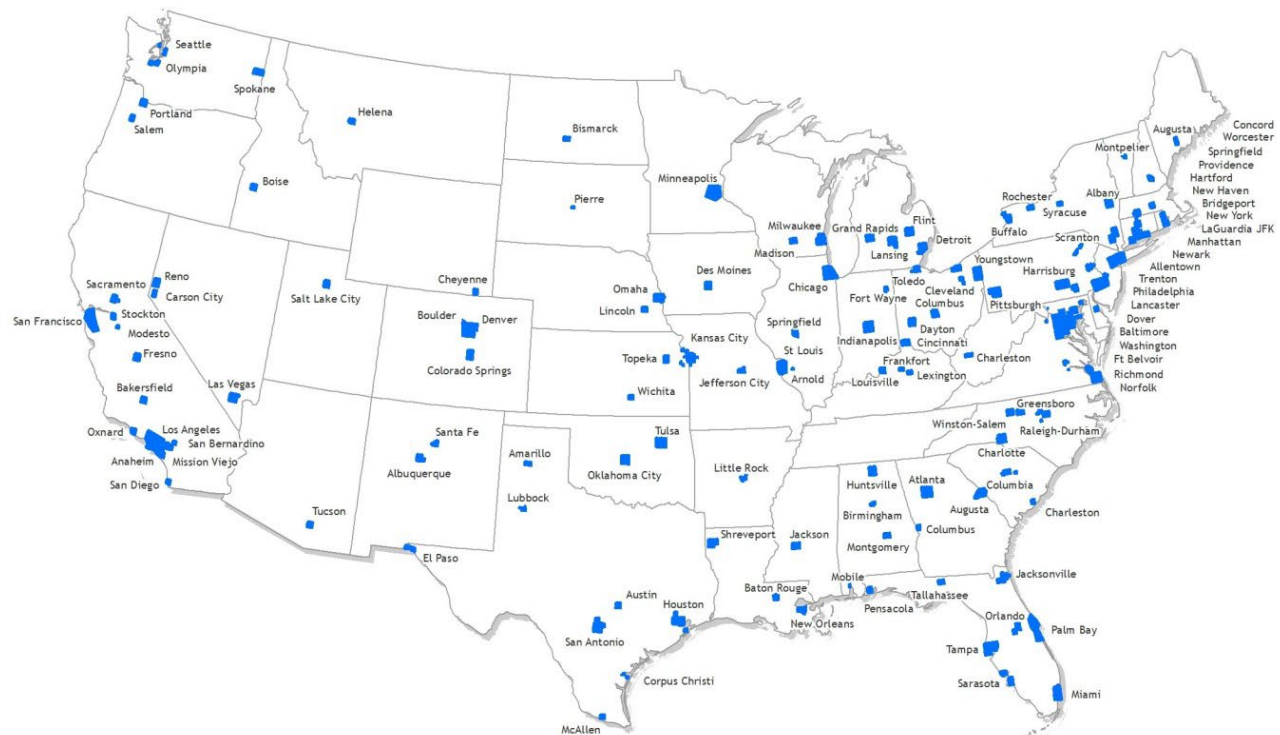 Seattle
Olympia
Spokane
Portland
Salem
Helena
Boise
Bismarck
Pierre
Minneapolis
Milwaukee
Madison
Grand Rapids
Lansing
Flint
Detroit
Rochester
Buffalo
Syracuse
Albany
Montpelier
Augusta
Concord
Worcester
Springfield
Providence
Hartford
New Haven
Bridgeport
New York
LaGuardia JFK
Manhattan
Newark
Allentown
Trenton
Philadelphia
Lancaster
Dover
Baltimore
Washington
Ft Belvoir
Richmond
Norfolk
Scranton
Harrisburg
Youngstown
Pittsburgh
Cleveland
Toledo
Columbus
Dayton
Cincinnati
Fort Wayne
Indianapolis
Chicago
Des Moines
Omaha
Lincoln
Cheyenne
Salt Lake City
Reno
Carson City
Sacramento
San Francisco
Stockton
Modesto
Fresno
Bakersfield
Las Vegas
Oxnard
Los Angeles
San Bernardino
Anaheim
Mission Viejo
San Diego
Boulder
Denver
Colorado Springs
Topeka
Kansas City
Wichita
Jefferson City
Springfield
St Louis
Arnold
Louisville
Frankfort
Lexington
Charleston
Greensboro
Winston-Salem
Raleigh-Durham
Charlotte
Columbia
Augusta
Charleston
Atlanta
Columbus
Huntsville
Birmingham
Montgomery
Little Rock
Tulsa
Oklahoma City
Santa Fe
Albuquerque
Amarillo
Lubbock
Tucson
El Paso
Shreveport
Jackson
Mobile
Baton Rouge
New Orleans
Pensacola
Tallahassee
Jacksonville
Orlando
Palm Bay
Tampa
Sarasota
Miami
Austin
Houston
San Antonio
Corpus Christi
McAllen